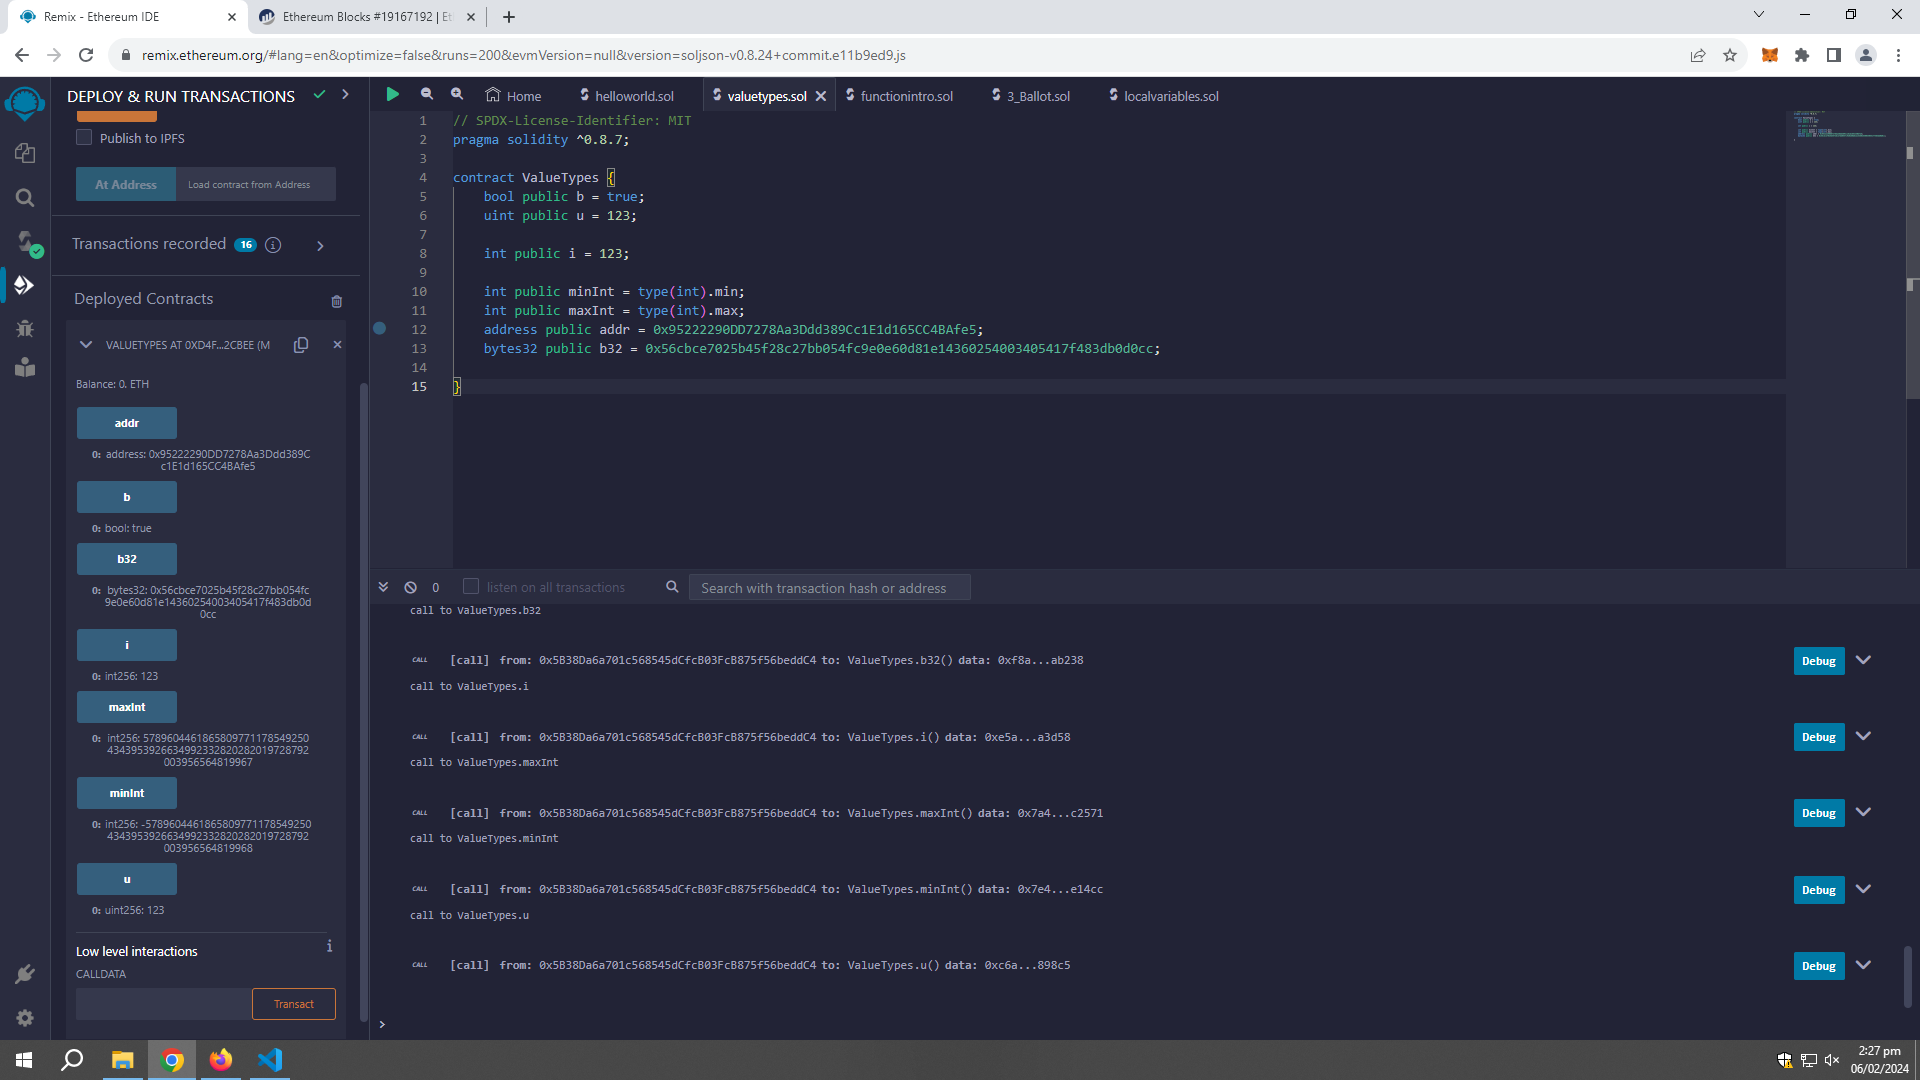 Remix - Ethereum IDE
Ethereum Blocks #19167192 | Et
remix.ethereum.org/#lang=en&optimize=false&runs=200&evmVersion=null&version=soljson-v0.8.24+commit.e11b9ed9.js
DEPLOY & RUN TRANSACTIONS
Home
helloworld.sol
valuetypes.sol
functionintro.sol
3_Ballot.sol
localvariables.sol
Publish to IPFS
At Address
Load contract from Address
Transactions recorded 16
Deployed Contracts
VALUETYPES AT 0XD4F...2CBEE (M
Balance: 0. ETH
addr
0: address: 0x95222290DD7278Aa3Ddd389C
c1E1d165CC4BAfe5
b
0: bool: true
b32
0: bytes32: 0x56cbce7025b45f28c27bb054fc
9e0e60d81e14360254003405417f483db0d
0cc
i
0: int256: 123
maxInt
0: int256: 5789604461865809771178549250
4343953926634992332820282019728792
003956564819967
minInt
0: int256: -5789604461865809771178549250
4343953926634992332820282019728792
003956564819968
u
0: uint256: 123
Low level interactions
CALLDATA
Transact
1 // SPDX-License-Identifier: MIT
2 pragma solidity ^0.8.7;
3
4 contract ValueTypes {
5 bool public b = true;
6 uint public u = 123;
7
8 int public i = 123;
9
10 int public minInt = type(int).min;
11 int public maxInt = type(int).max;
12 address public addr = 0x95222290DD7278Aa3Ddd389Cc1E1d165CC4BAfe5;
13 bytes32 public b32 = 0x56cbce7025b45f28c27bb054fc9e0e60d81e14360254003405417f483db0d0cc;
14
15 }
0
listen on all transactions
Search with transaction hash or address
call to ValueTypes.b32
CALL [call] from: 0x5B38Da6a701c568545dCfcB03FcB875f56beddC4 to: ValueTypes.b32() data: 0xf8a...ab238 Debug
call to ValueTypes.i
CALL [call] from: 0x5B38Da6a701c568545dCfcB03FcB875f56beddC4 to: ValueTypes.i() data: 0xe5a...a3d58 Debug
call to ValueTypes.maxInt
CALL [call] from: 0x5B38Da6a701c568545dCfcB03FcB875f56beddC4 to: ValueTypes.maxInt() data: 0x7a4...c2571 Debug
call to ValueTypes.minInt
CALL [call] from: 0x5B38Da6a701c568545dCfcB03FcB875f56beddC4 to: ValueTypes.minInt() data: 0x7e4...e14cc Debug
call to ValueTypes.u
CALL [call] from: 0x5B38Da6a701c568545dCfcB03FcB875f56beddC4 to: ValueTypes.u() data: 0xc6a...898c5 Debug
>
2:27 pm
06/02/2024